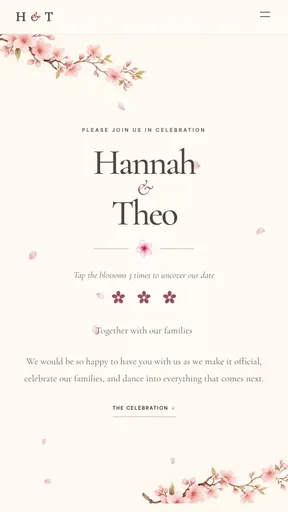 H & T
PLEASE JOIN US IN CELEBRATION
Hannah
&
Theo
Tap the blossoms 3 times to uncover our date
Together with our families
We would be so happy to have you with us as we make it official,
celebrate our families, and dance into everything that comes next.
THE CELEBRATION ↓